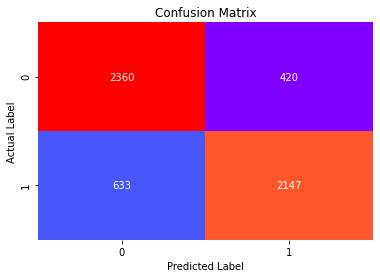 Confusion Matrix
Actual Label
0
2360
420
1
633
2147
0
1
Predicted Label